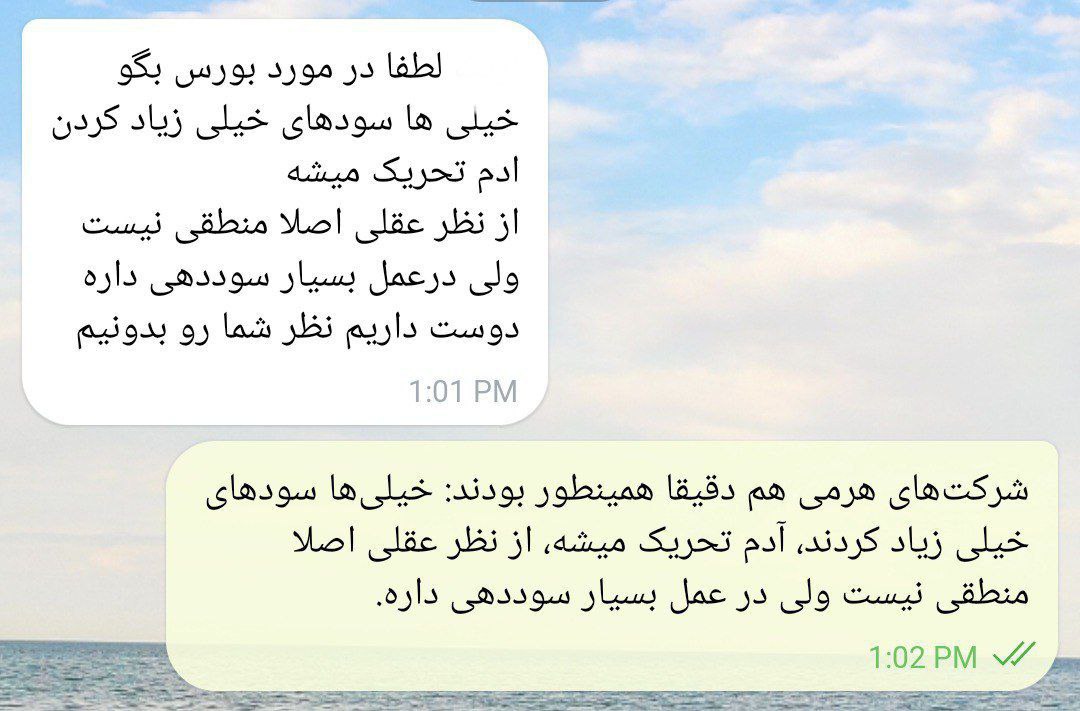 لطفا در مورد بورس بگو
خیلی ها سودهای خیلی زیاد کردن
ادم تحریک میشه
از نظر عقلی اصلا منطقی نیست
ولی درعمل بسیار سوددهی داره
دوست داریم نظر شما رو بدونیم
1:01 PM
شرکت‌های هرمی هم دقیقا همینطور بودند: خیلی‌ها سودهای
خیلی زیاد کردند، آدم تحریک میشه، از نظر عقلی اصلا
منطقی نیست ولی در عمل بسیار سوددهی داره.
1:02 PM